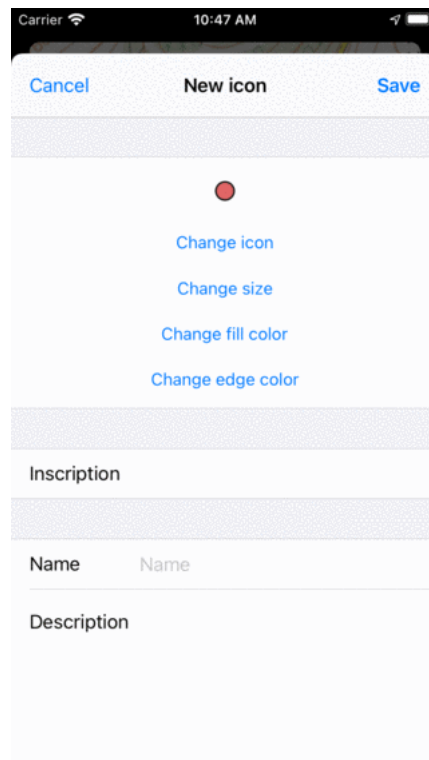 Carrier 10:47 AM
Cancel New icon Save
Change icon
Change size
Change fill color
Change edge color
Inscription
Name Name
Description